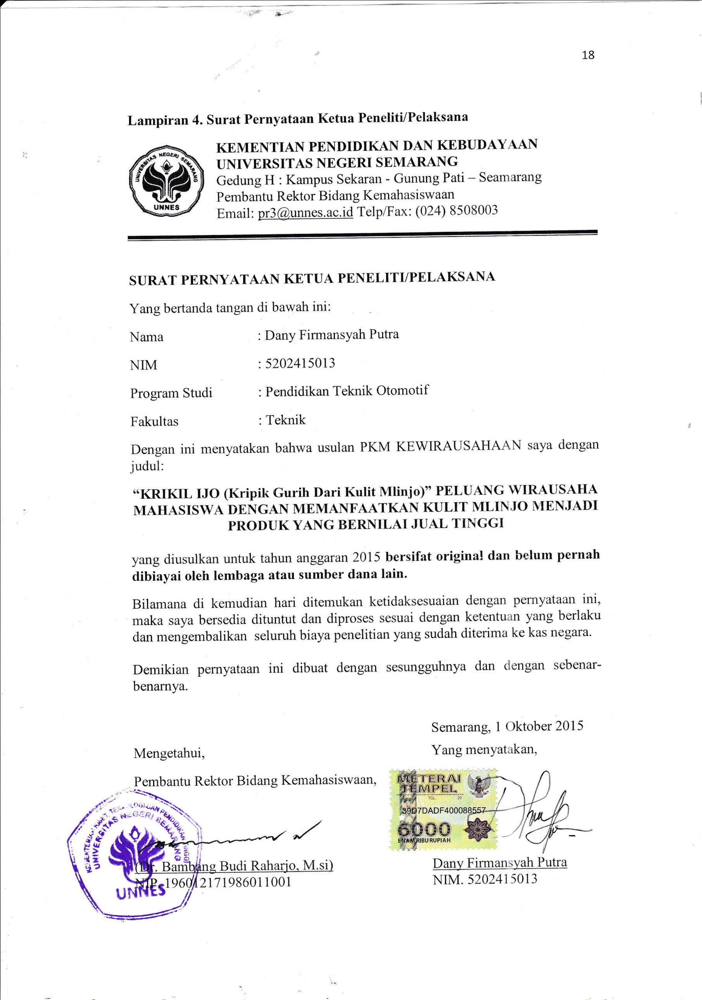 18
Lampiran 4. Surat Pernyataan Ketua Peneliti/Pelaksana
UNIVERSITAS NEGERI SEMARANG
UNNES
KEMENTIAN PENDIDIKAN DAN KEBUDAYAAN
UNIVERSITAS NEGERI SEMARANG
Gedung H : Kampus Sekaran - Gunung Pati – Seamarang
Pembantu Rektor Bidang Kemahasiswaan
Email: pr3@unnes.ac.id Telp/Fax: (024) 8508003
SURAT PERNYATAAN KETUA PENELITI/PELAKSANA
Yang bertanda tangan di bawah ini:
Nama : Dany Firmansyah Putra
NIM : 5202415013
Program Studi : Pendidikan Teknik Otomotif
Fakultas : Teknik
Dengan ini menyatakan bahwa usulan PKM KEWIRAUSAHAAN saya dengan
judul:
“KRIKIL IJO (Kripik Gurih Dari Kulit Mlinjo)” PELUANG WIRAUSAHA
MAHASISWA DENGAN MEMANFAATKAN KULIT MLINJO MENJADI
PRODUK YANG BERNILAI JUAL TINGGI
yang diusulkan untuk tahun anggaran 2015 bersifat original dan belum pernah
dibiayai oleh lembaga atau sumber dana lain.
Bilamana di kemudian hari ditemukan ketidaksesuaian dengan pernyataan ini,
maka saya bersedia dituntut dan diproses sesuai dengan ketentuan yang berlaku
dan mengembalikan seluruh biaya penelitian yang sudah diterima ke kas negara.
Demikian pernyataan ini dibuat dengan sesungguhnya dan dengan sebenar-
benarnya.
Semarang, 1 Oktober 2015
Mengetahui,
Yang menyatakan,
Pembantu Rektor Bidang Kemahasiswaan,
METERAI
TEMPEL
TGL. 20
39D7DADF400088557
6000
ENAM RIBU RUPIAH
DAN PENDIDIKAN TINGGI
UNIVERSITAS NEGERI SEMARANG
UNNES
(Dr. Bambang Budi Raharjo, M.si)
NIP. 196012171986011001
Dany Firmansyah Putra
NIM. 5202415013